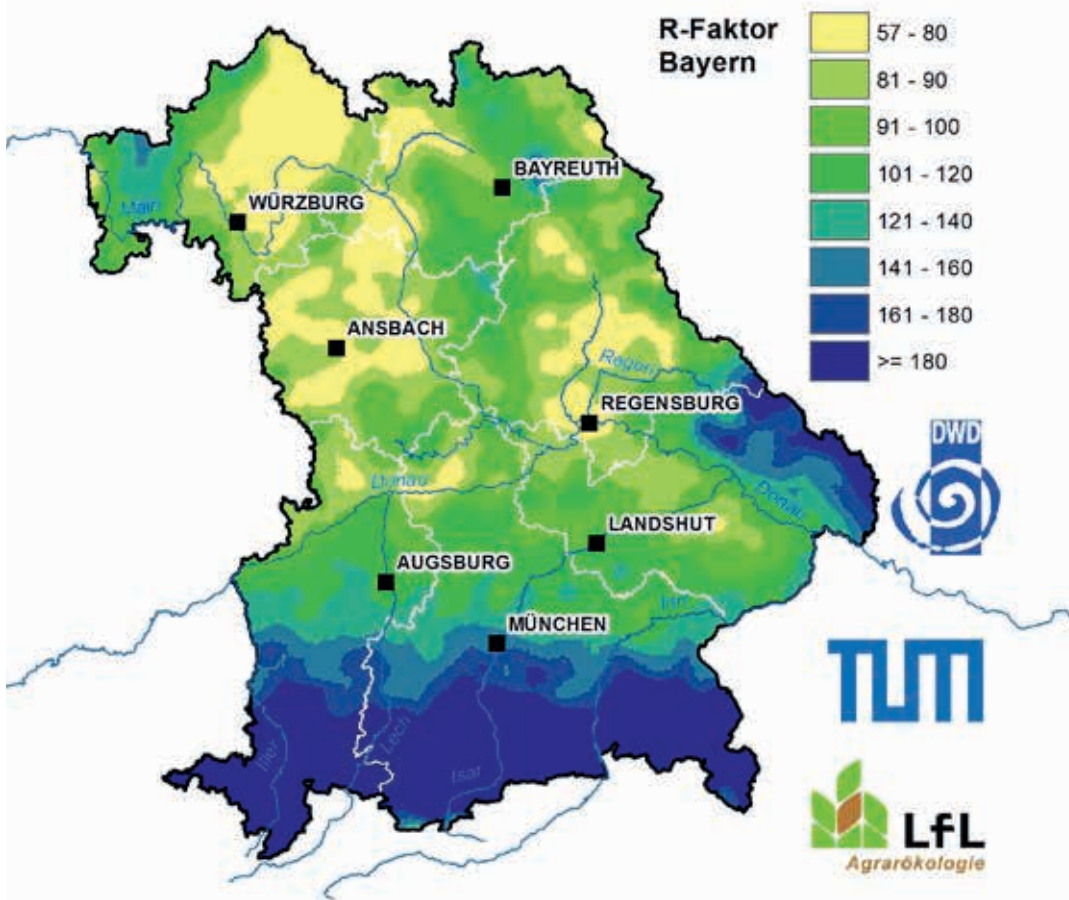 R-Faktor
Bayern
57 - 80
81 - 90
91 - 100
101 - 120
121 - 140
141 - 160
161 - 180
>= 180
BAYREUTH
Main
WÜRZBURG
ANSBACH
Regen
REGENSBURG
DWD
Donau
Donau
LANDSHUT
AUGSBURG
Inn
MÜNCHEN
TUM
Iller
Lech
Isar
LfL
Agrarökologie